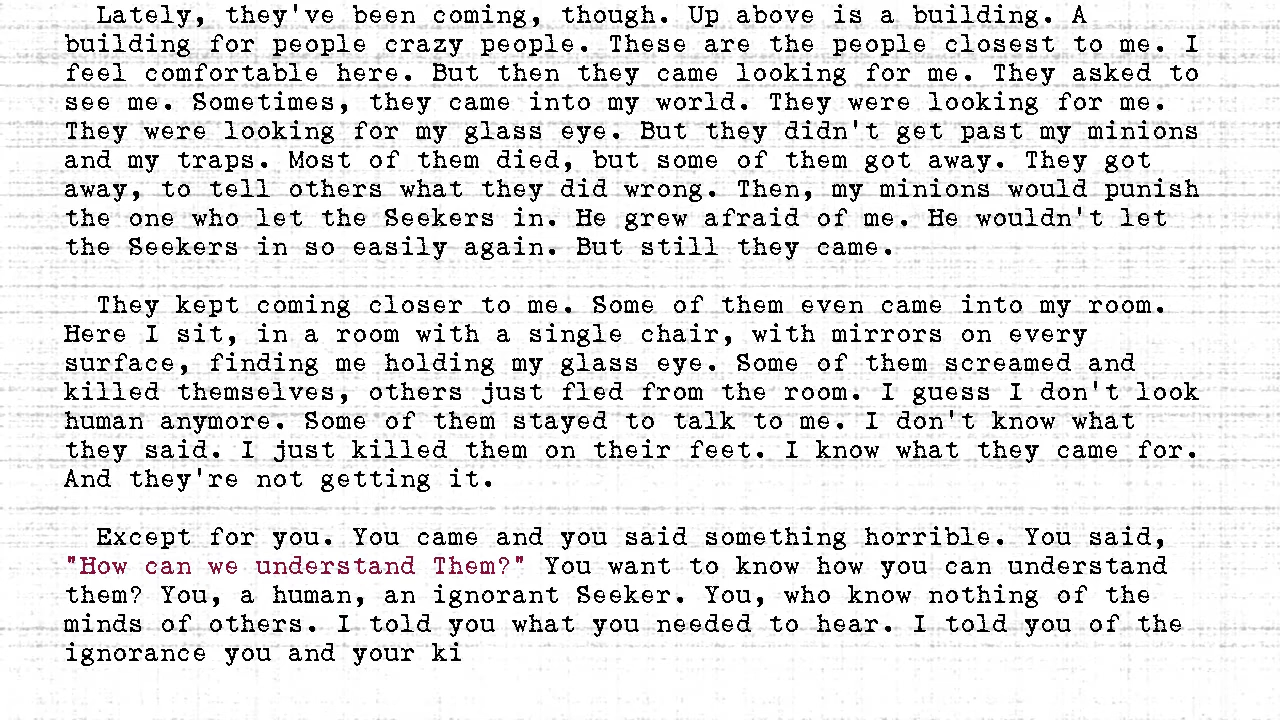 Lately, they've been coming, though. Up above is a building. A
building for people crazy people. These are the people closest to me. I
feel comfortable here. But then they came looking for me. They asked to
see me. Sometimes, they came into my world. They were looking for me.
They were looking for my glass eye. But they didn't get past my minions
and my traps. Most of them died, but some of them got away. They got
away, to tell others what they did wrong. Then, my minions would punish
the one who let the Seekers in. He grew afraid of me. He wouldn't let
the Seekers in so easily again. But still they came.
They kept coming closer to me. Some of them even came into my room.
Here I sit, in a room with a single chair, with mirrors on every
surface, finding me holding my glass eye. Some of them screamed and
killed themselves, others just fled from the room. I guess I don't look
human anymore. Some of them stayed to talk to me. I don't know what
they said. I just killed them on their feet. I know what they came for.
And they're not getting it.
Except for you. You came and you said something horrible. You said,
"How can we understand Them?" You want to know how you can understand
them? You, a human, an ignorant Seeker. You, who know nothing of the
minds of others. I told you what you needed to hear. I told you of the
ignorance you and your ki